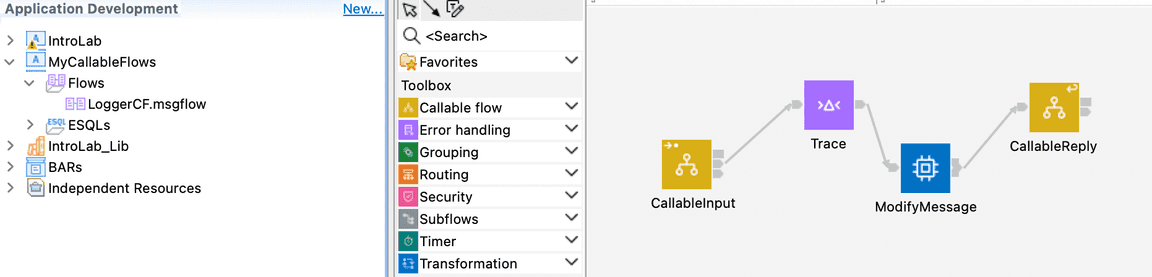 Application Development
New...
IntroLab
MyCallableFlows
Flows
LoggerCF.msgflow
ESQL
ESQLs
IntroLab_Lib
BARs
Independent Resources
<Search>
Favorites
Toolbox
Callable flow
Error handling
Grouping
Routing
Security
Subflows
Timer
Transformation
CallableInput
Trace
ModifyMessage
CallableReply